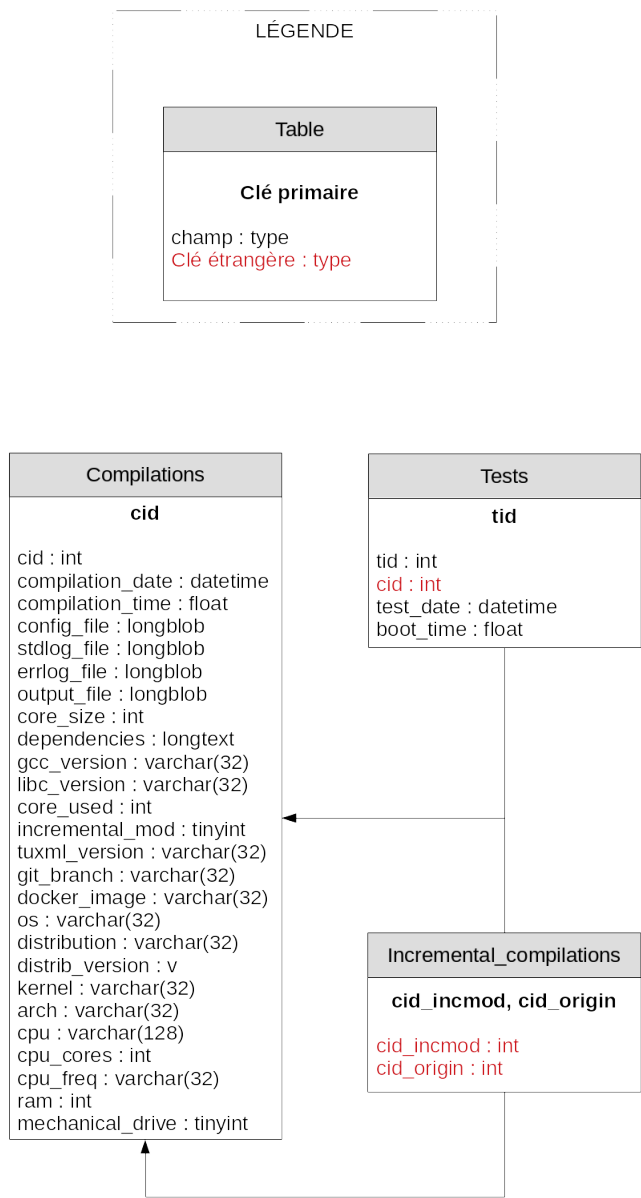 LÉGENDE
Table
Clé primaire
champ : type
Clé étrangère : type
Compilations
cid
cid : int
compilation_date : datetime
compilation_time : float
config_file : longblob
stdlog_file : longblob
errlog_file : longblob
output_file : longblob
core_size : int
dependencies : longtext
gcc_version : varchar(32)
libc_version : varchar(32)
core_used : int
incremental_mod : tinyint
tuxml_version : varchar(32)
git_branch : varchar(32)
docker_image : varchar(32)
os : varchar(32)
distribution : varchar(32)
distrib_version : v
kernel : varchar(32)
arch : varchar(32)
cpu : varchar(128)
cpu_cores : int
cpu_freq : varchar(32)
ram : int
mechanical_drive : tinyint
Tests
tid
tid : int
cid : int
test_date : datetime
boot_time : float
Incremental_compilations
cid_incmod, cid_origin
cid_incmod : int
cid_origin : int